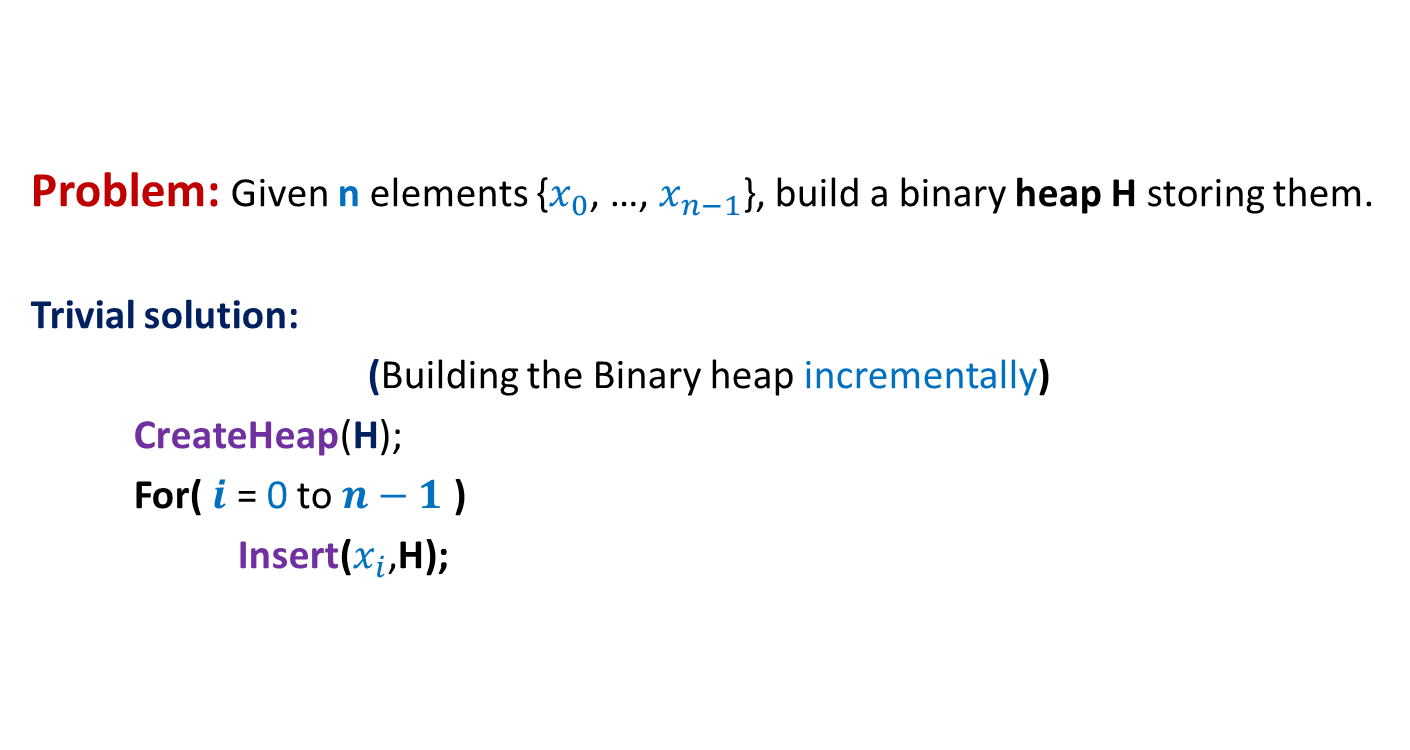 Problem: Given n elements {x₀, …, xₙ₋₁}, build a binary heap H storing them.
Trivial solution:
(Building the Binary heap incrementally)
CreateHeap(H);
For( i = 0 to n − 1 )
Insert(xᵢ,H);